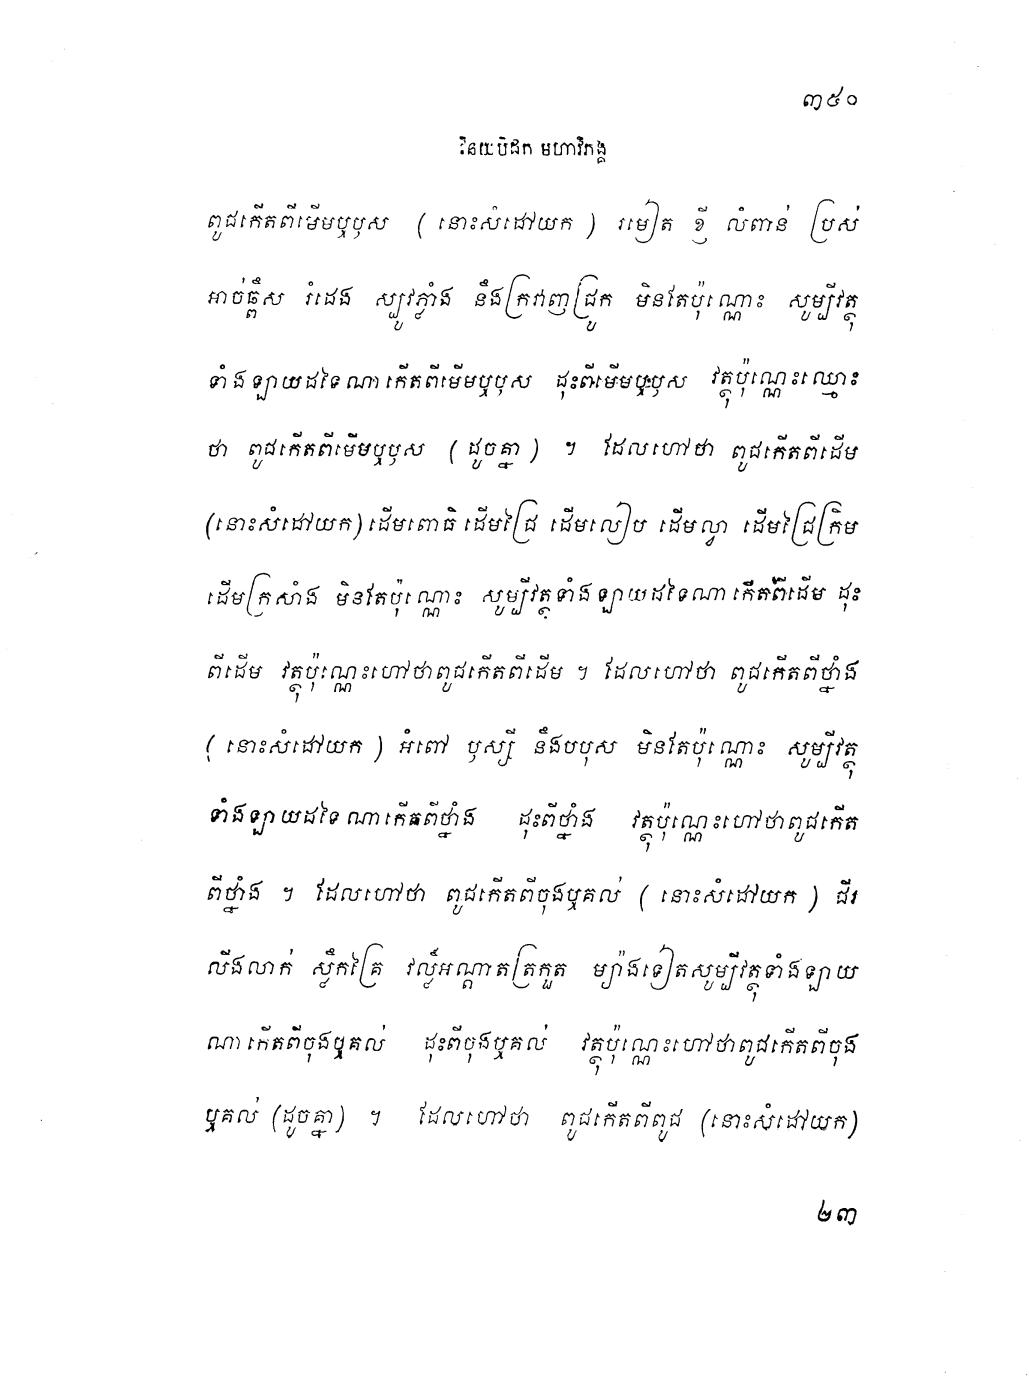 ៣៥០
វិនយបិដក មហាវិភង្គ
ពូជកើតពីមើមឬឫស ( នោះសំដៅយក ) រមៀត ខ្ញី លំពាន់ ប្រស់
អាច់ធ្ពឹស រំដេង ស្បូវភ្លាំង នឹងក្រវ៉ាញជ្រូក មិនតែប៉ុណ្ណោះ សូម្បីវត្ថុ
ទាំងឡាយដទៃណាកើតពីមើមឬឫស ដុះពីមើមឬឫស វត្ថុប៉ុណ្ណេះឈ្មោះ
ថា ពូជកើតពីមើមឬឫស ( ដូចគ្នា ) ។ ដែលហៅថា ពូជកើតពីដើម
(នោះសំដៅយក) ដើមពោធិ ដើមជ្រៃ ដើមលៀប ដើមល្វា ដើមជ្រៃក្រឹម
ដើមក្រសាំង មិនតែប៉ុណ្ណោះ សូម្បីវត្ថុទាំងឡាយដទៃណាកើតពីដើម ដុះ
ពីដើម វត្ថុប៉ុណ្ណេះហៅថាពូជកើតពីដើម ។ ដែលហៅថា ពូជកើតពីថ្នាំង
( នោះសំដៅយក ) អំពៅ ឫស្សី នឹងបបុស មិនតែប៉ុណ្ណោះ សូម្បីវត្ថុ
ទាំងឡាយដទៃណាកើតពីថ្នាំង ដុះពីថ្នាំង វត្ថុប៉ុណ្ណេះហៅថាពូជកើត
ពីថ្នាំង ។ ដែលហៅថា ពូជកើតពីចុងឬគល់ ( នោះសំដៅយក ) ជីរ
លីងលាក់ ស្លឹកគ្រៃ វល្លិ៍អណ្តាតត្រកួត ម្យ៉ាងទៀតសូម្បីវត្ថុទាំងឡាយ
ណាកើតពីចុងឬគល់ ដុះពីចុងឬគល់ វត្ថុប៉ុណ្ណេះហៅថាពូជកើតពីចុង
ឬគល់ (ដូចគ្នា) ។ ដែលហៅថា ពូជកើតពីពូជ (នោះសំដៅយក)
២៣